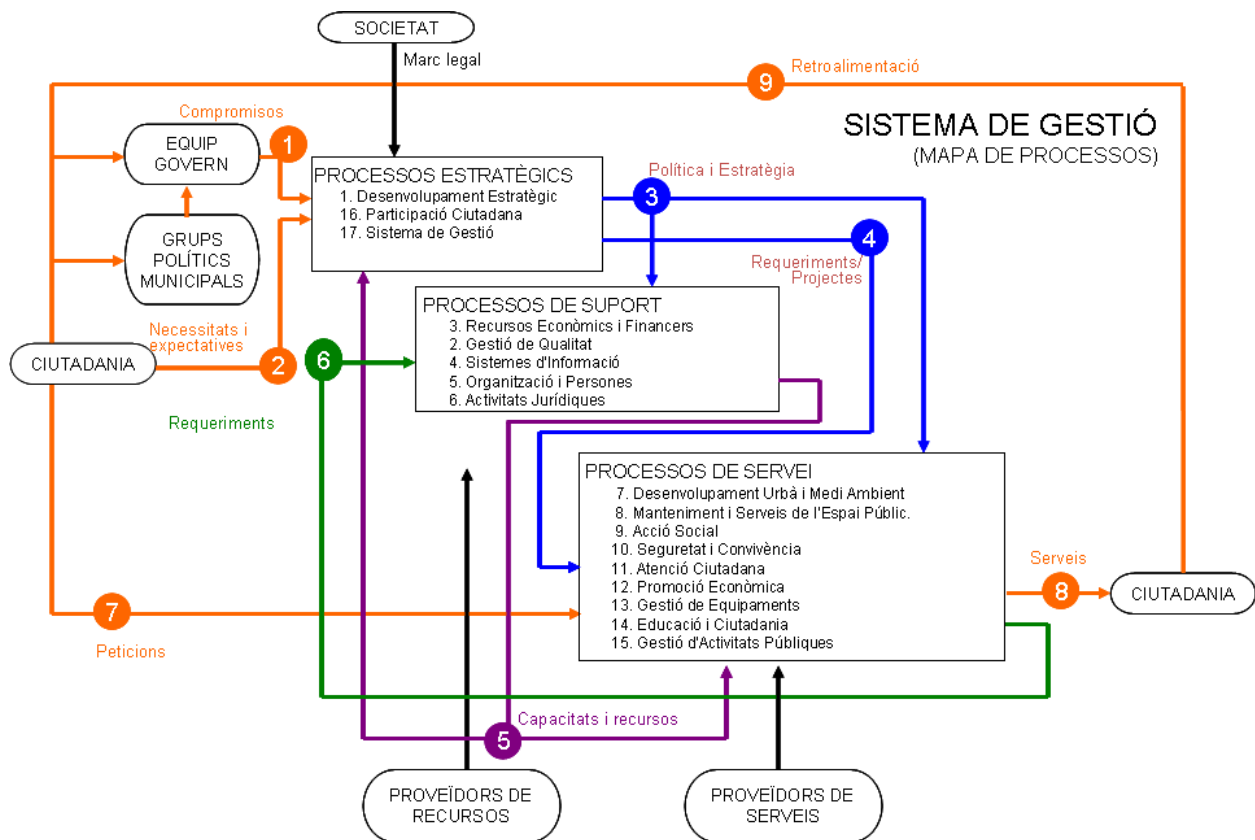 SOCIETAT
Marc legal
9
Retroalimentació
SISTEMA DE GESTIÓ
(MAPA DE PROCESSOS)
Compromisos
1
EQUIP
GOVERN
GRUPS
POLÍTICS
MUNICIPALS
PROCESSOS ESTRATÈGICS
1. Desenvolupament Estratègic
16. Participació Ciutadana
17. Sistema de Gestió
Política i Estratègia
3
4
Requeriments/
Projectes
Necessitats i
expectatives
CIUTADANIA
2
6
Requeriments
PROCESSOS DE SUPORT
3. Recursos Econòmics i Financers
2. Gestió de Qualitat
4. Sistemes d'Informació
5. Organització i Persones
6. Activitats Jurídiques
PROCESSOS DE SERVEI
7. Desenvolupament Urbà i Medi Ambient
8. Manteniment i Serveis de l'Espai Públic.
9. Acció Social
10. Seguretat i Convivència
11. Atenció Ciutadana
12. Promoció Econòmica
13. Gestió de Equipaments
14. Educació i Ciutadania
15. Gestió d'Activitats Públiques
Serveis
8
CIUTADANIA
7
Peticions
Capacitats i recursos
5
PROVEÏDORS DE
RECURSOS
PROVEÏDORS DE
SERVEIS